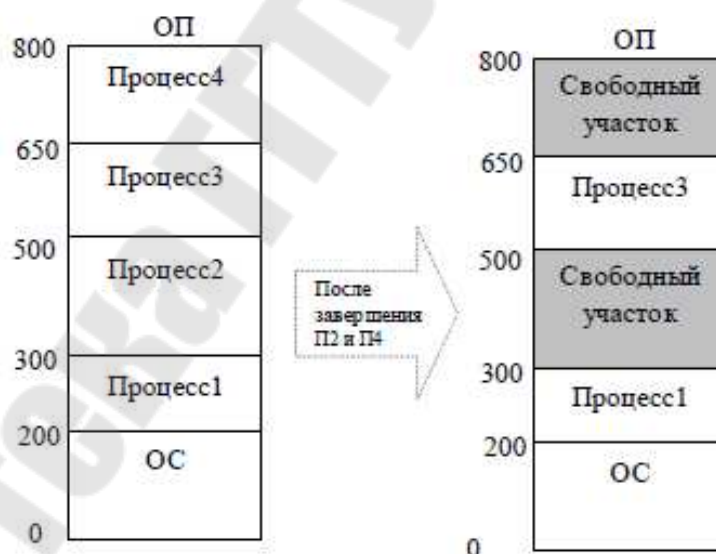 ОП
800
Процесс4
650
Процесс3
500
Процесс2
300
Процесс1
200
ОС
0
После
завершения
П2 и П4
ОП
800
Свободный
участок
650
Процесс3
500
Свободный
участок
300
Процесс1
200
ОС
0